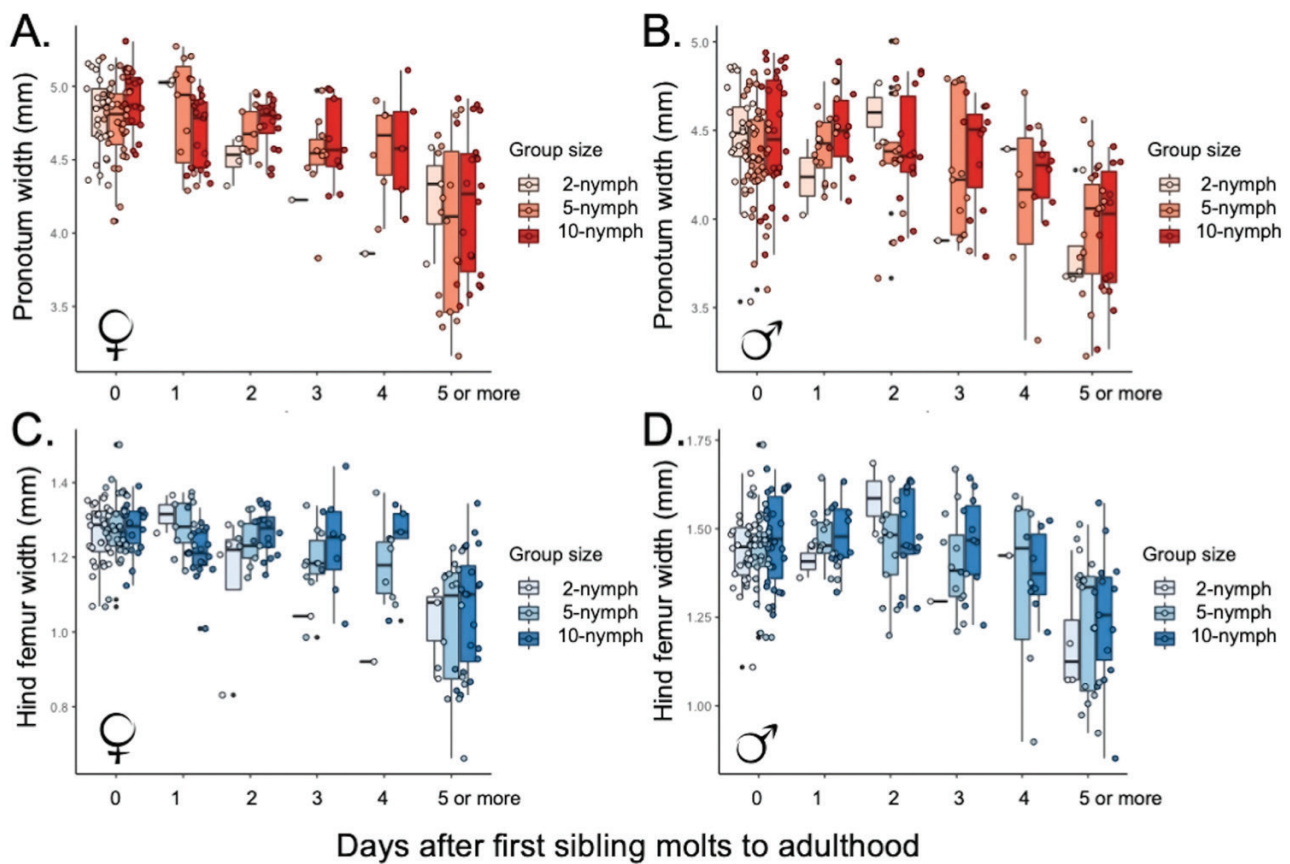 A.
Pronotum width (mm)
5.0
4.5
4.0
3.5
♀
0 1 2 3 4 5 or more
Group size
2-nymph
5-nymph
10-nymph
B.
Pronotum width (mm)
5.0
4.5
4.0
3.5
♂
0 1 2 3 4 5 or more
Group size
2-nymph
5-nymph
10-nymph
C.
Hind femur width (mm)
1.4
1.2
1.0
0.8
♀
0 1 2 3 4 5 or more
Group size
2-nymph
5-nymph
10-nymph
D.
Hind femur width (mm)
1.75
1.50
1.25
1.00
♂
0 1 2 3 4 5 or more
Group size
2-nymph
5-nymph
10-nymph
Days after first sibling molts to adulthood